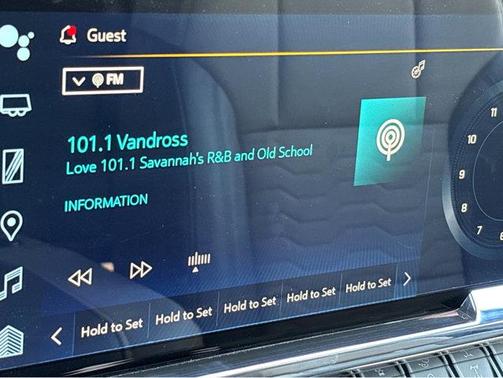 Guest
FM
101.1 Vandross
Love 101.1 Savannah's R&B and Old School
INFORMATION
Hold to Set Hold to Set Hold to Set Hold to Set Hold to Set
11
10
9
8
7
6